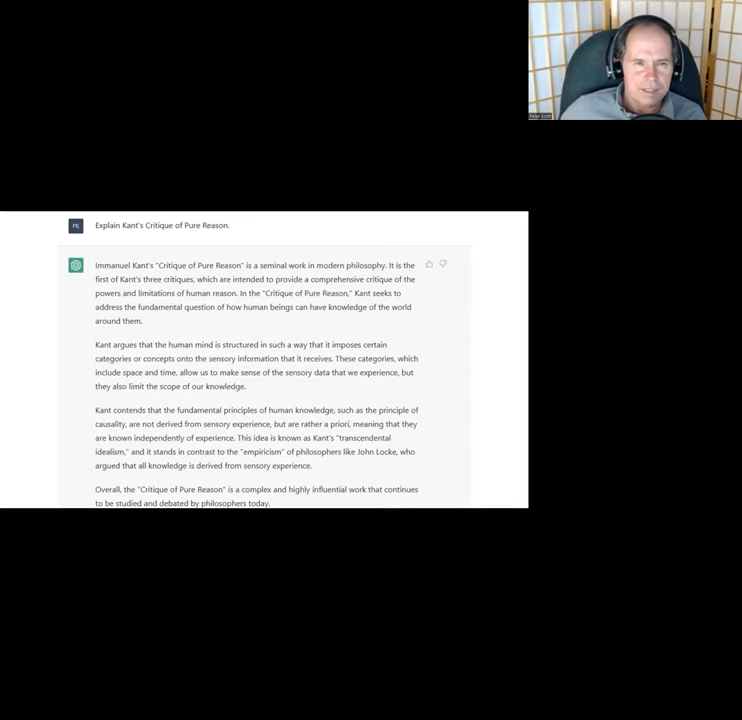 Peter Scott
PE
Explain Kant's Critique of Pure Reason.
Immanuel Kant's "Critique of Pure Reason" is a seminal work in modern philosophy. It is the
first of Kant's three critiques, which are intended to provide a comprehensive critique of the
powers and limitations of human reason. In the "Critique of Pure Reason," Kant seeks to
address the fundamental question of how human beings can have knowledge of the world
around them.
Kant argues that the human mind is structured in such a way that it imposes certain
categories or concepts onto the sensory information that it receives. These categories, which
include space and time, allow us to make sense of the sensory data that we experience, but
they also limit the scope of our knowledge.
Kant contends that the fundamental principles of human knowledge, such as the principle of
causality, are not derived from sensory experience, but are rather a priori, meaning that they
are known independently of experience. This idea is known as Kant's "transcendental
idealism," and it stands in contrast to the "empiricism" of philosophers like John Locke, who
argued that all knowledge is derived from sensory experience.
Overall, the "Critique of Pure Reason" is a complex and highly influential work that continues
to be studied and debated by philosophers today.